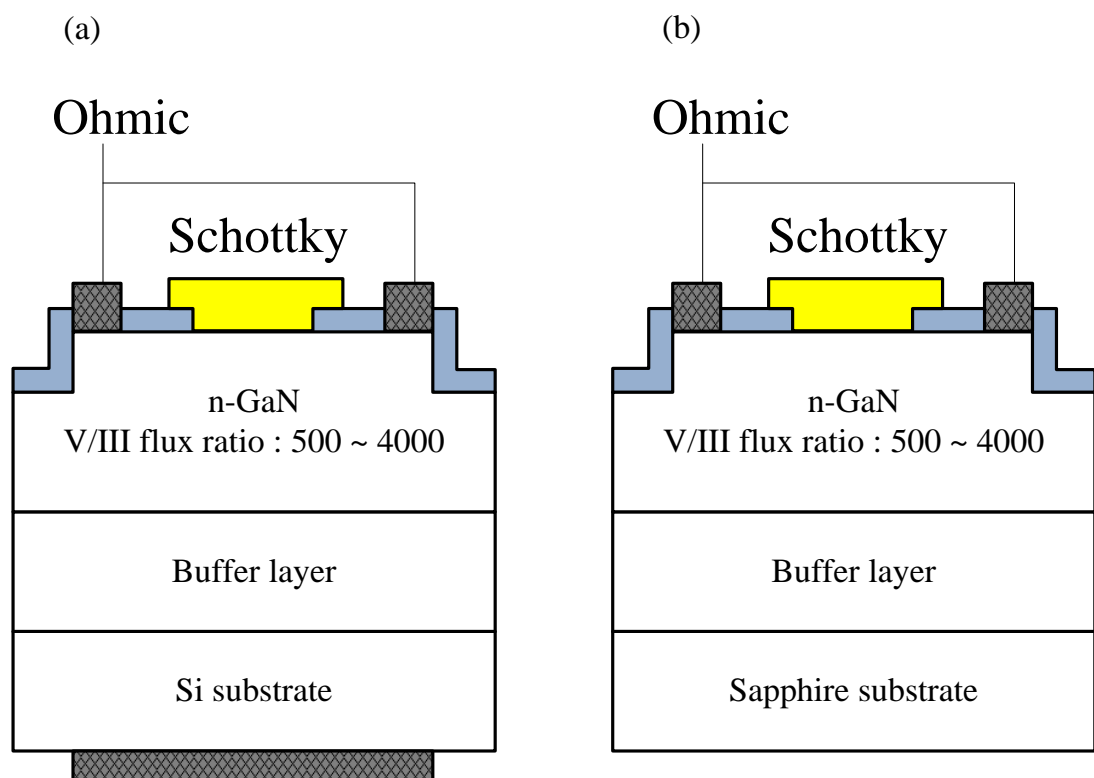 (a)
Ohmic
Schottky
n-GaN
V/III flux ratio : 500 ~ 4000
Buffer layer
Si substrate
(b)
Ohmic
Schottky
n-GaN
V/III flux ratio : 500 ~ 4000
Buffer layer
Sapphire substrate